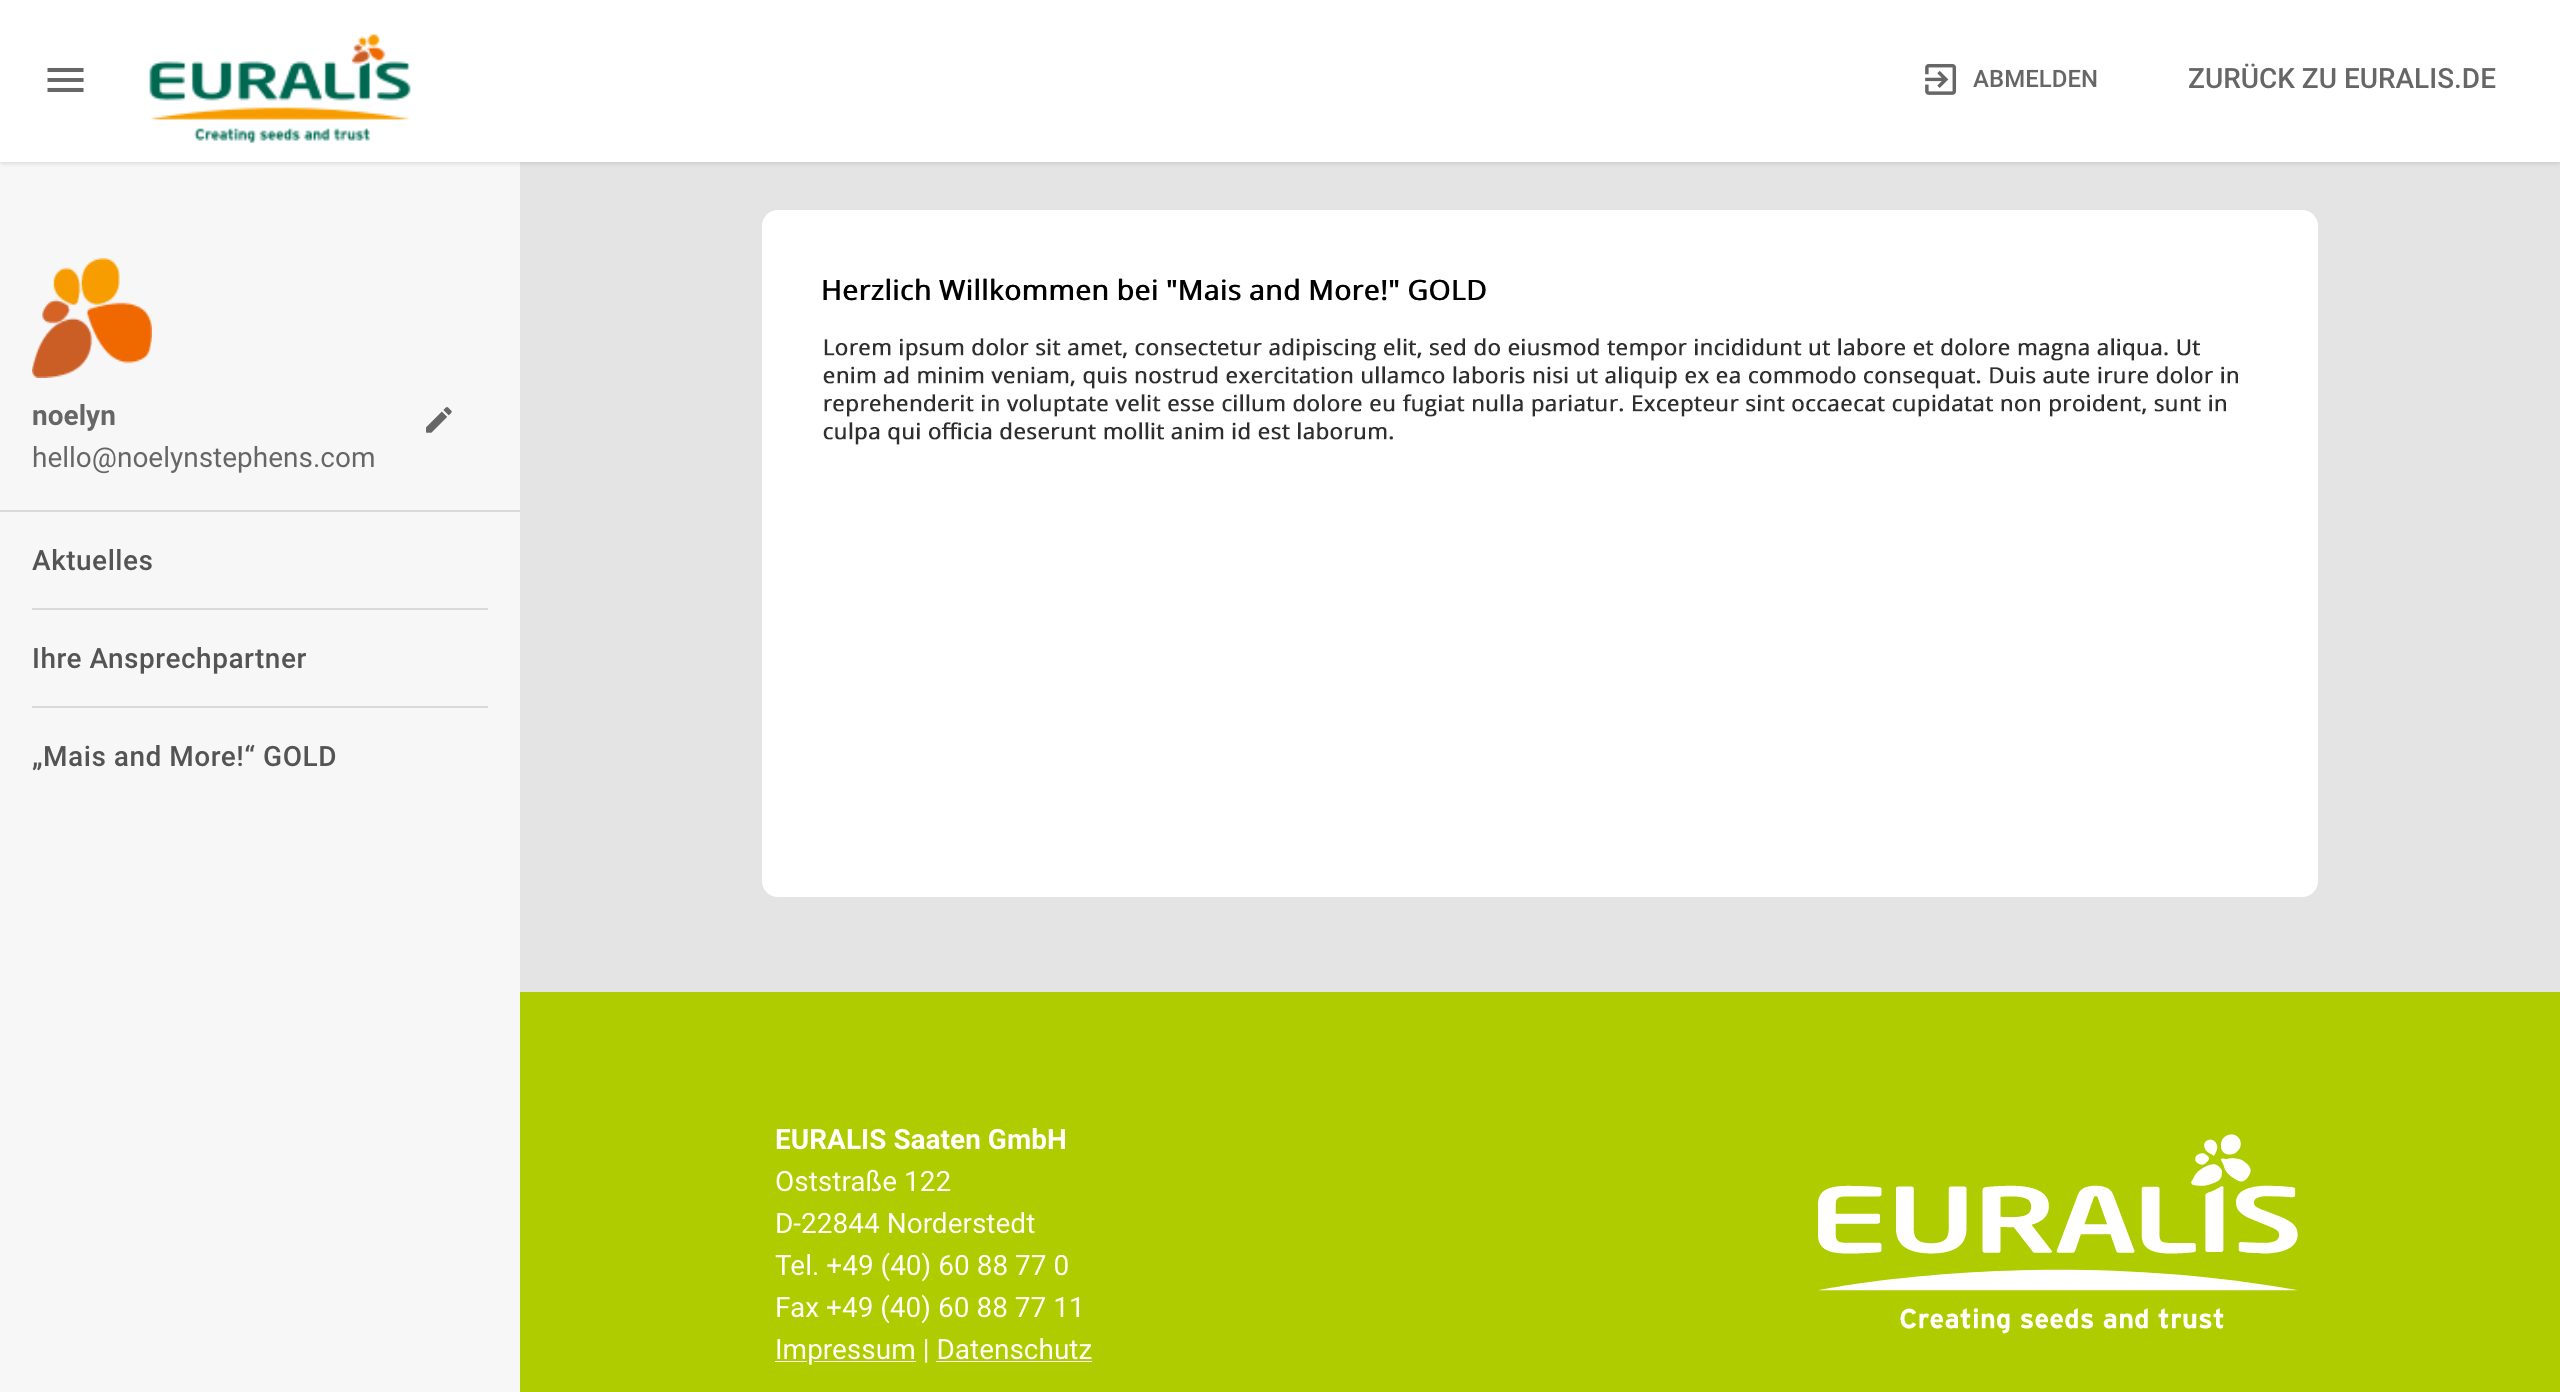 EURALIS
Creating seeds and trust
ABMELDEN
ZURÜCK ZU EURALIS.DE
noelyn
hello@noelynstephens.com
Aktuelles
Ihre Ansprechpartner
„Mais and More!“ GOLD
Herzlich Willkommen bei "Mais and More!" GOLD
Lorem ipsum dolor sit amet, consectetur adipiscing elit, sed do eiusmod tempor incididunt ut labore et dolore magna aliqua. Ut
enim ad minim veniam, quis nostrud exercitation ullamco laboris nisi ut aliquip ex ea commodo consequat. Duis aute irure dolor in
reprehenderit in voluptate velit esse cillum dolore eu fugiat nulla pariatur. Excepteur sint occaecat cupidatat non proident, sunt in
culpa qui officia deserunt mollit anim id est laborum.
EURALIS Saaten GmbH
Oststraße 122
D-22844 Norderstedt
Tel. +49 (40) 60 88 77 0
Fax +49 (40) 60 88 77 11
Impressum | Datenschutz
EURALIS
Creating seeds and trust